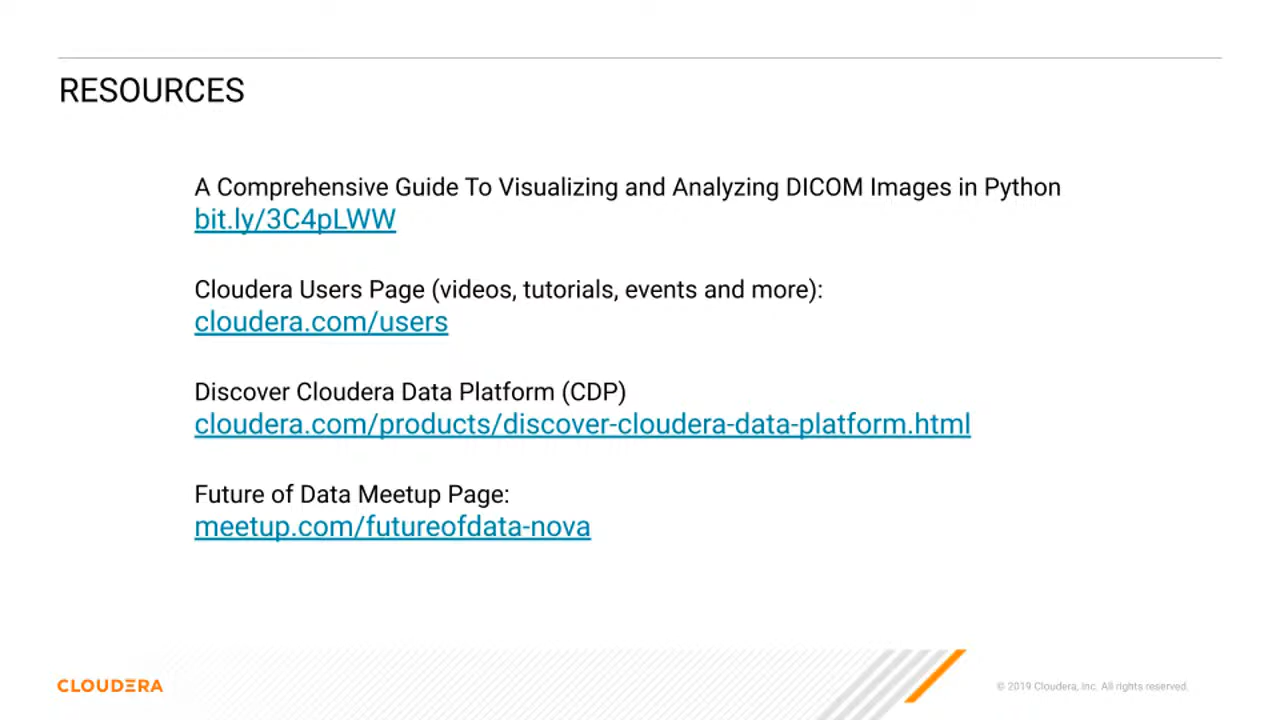 RESOURCES
A Comprehensive Guide To Visualizing and Analyzing DICOM Images in Python
bit.ly/3C4pLWW
Cloudera Users Page (videos, tutorials, events and more):
cloudera.com/users
Discover Cloudera Data Platform (CDP)
cloudera.com/products/discover-cloudera-data-platform.html
Future of Data Meetup Page:
meetup.com/futureofdata-nova
CLOUDERA
© 2019 Cloudera, Inc. All rights reserved.